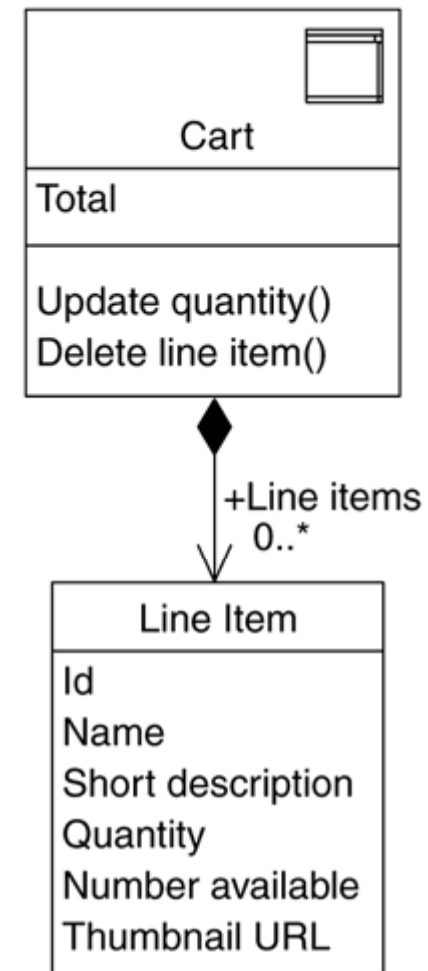 Cart
Total
Update quantity()
Delete line item()
+Line items
0..*
Line Item
Id
Name
Short description
Quantity
Number available
Thumbnail URL